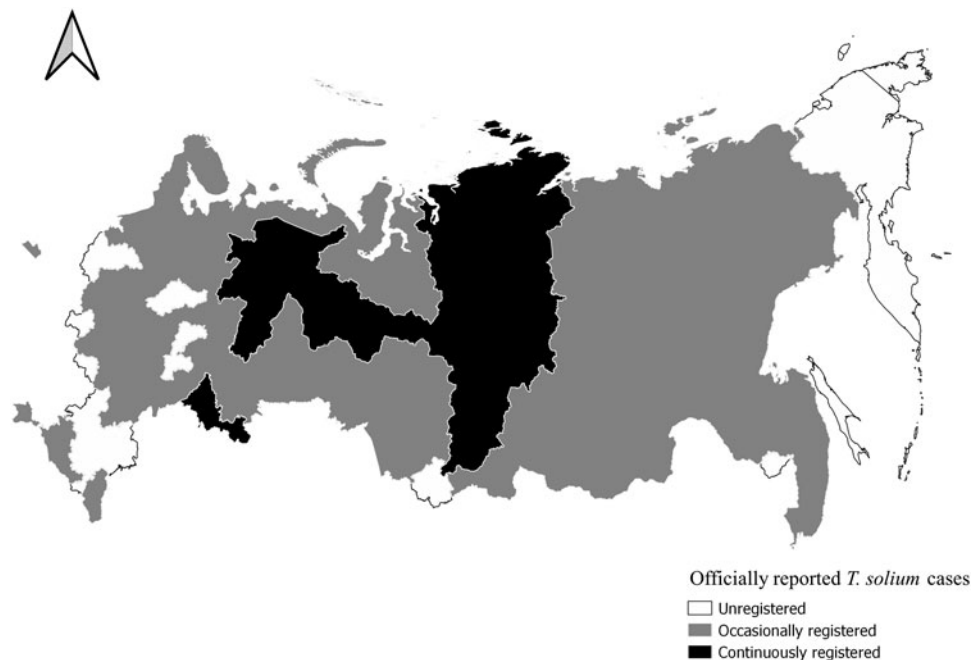 Officially reported T. solium cases
Unregistered
Occasionally registered
Continuously registered